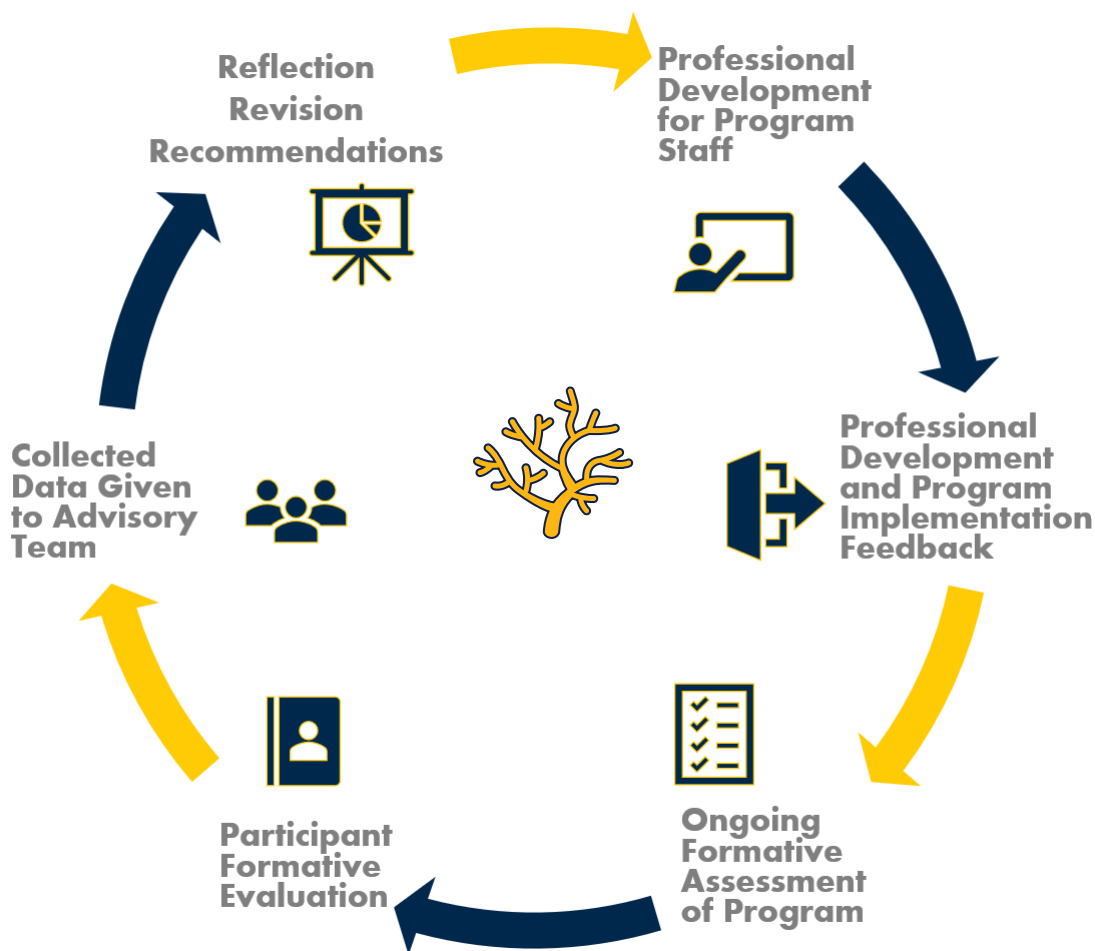 Reflection
Revision
Recommendations
Professional
Development
for Program
Staff
Professional
Development
and Program
Implementation
Feedback
Ongoing
Formative
Assessment
of Program
Participant
Formative
Evaluation
Collected
Data Given
to Advisory
Team